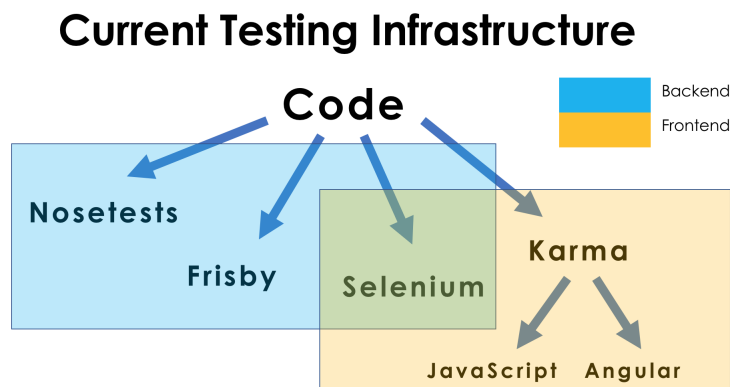 Current Testing Infrastructure
Code
Backend
Frontend
Nosetests
Frisby
Selenium
Karma
JavaScript
Angular